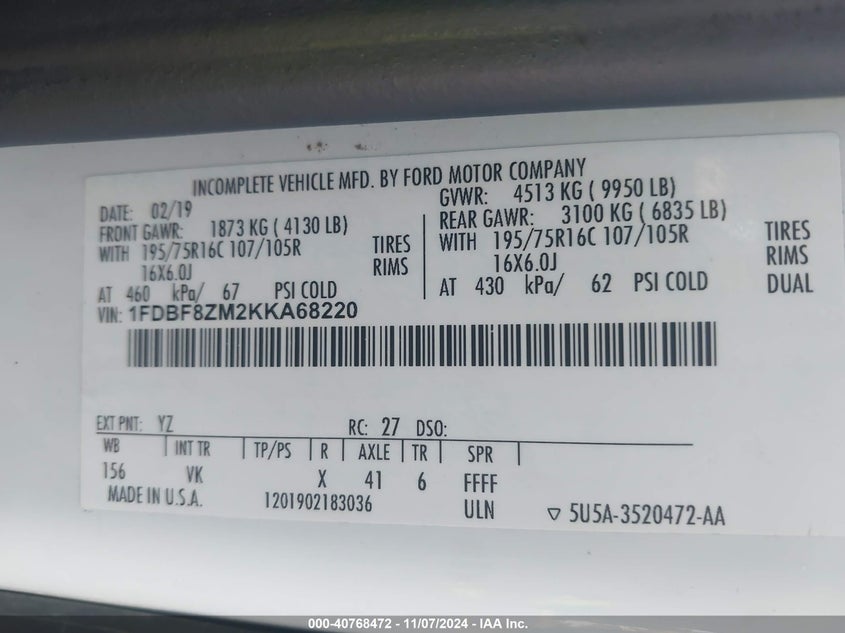 INCOMPLETE VEHICLE MFD. BY FORD MOTOR COMPANY
DATE: 02/19 GVWR: 4513 KG ( 9950 LB)
FRONT GAWR: 1873 KG ( 4130 LB) REAR GAWR: 3100 KG ( 6835 LB)
WITH 195/75R16C 107/105R TIRES WITH 195/75R16C 107/105R TIRES
16X6.0J RIMS 16X6.0J RIMS
AT 460 kPa/ 67 PSI COLD AT 430 kPa/ 62 PSI COLD DUAL
VIN: 1FDBF8ZM2KKA68220
EXT PNT: YZ RC: 27 DSO:
WB INT TR TP/PS R AXLE TR SPR
156 VK X 41 6 FFFF
MADE IN U.S.A. 1201902183036 ULN ▽ 5U5A-3520472-AA
000-40768472 - 11/07/2024 - IAA Inc.